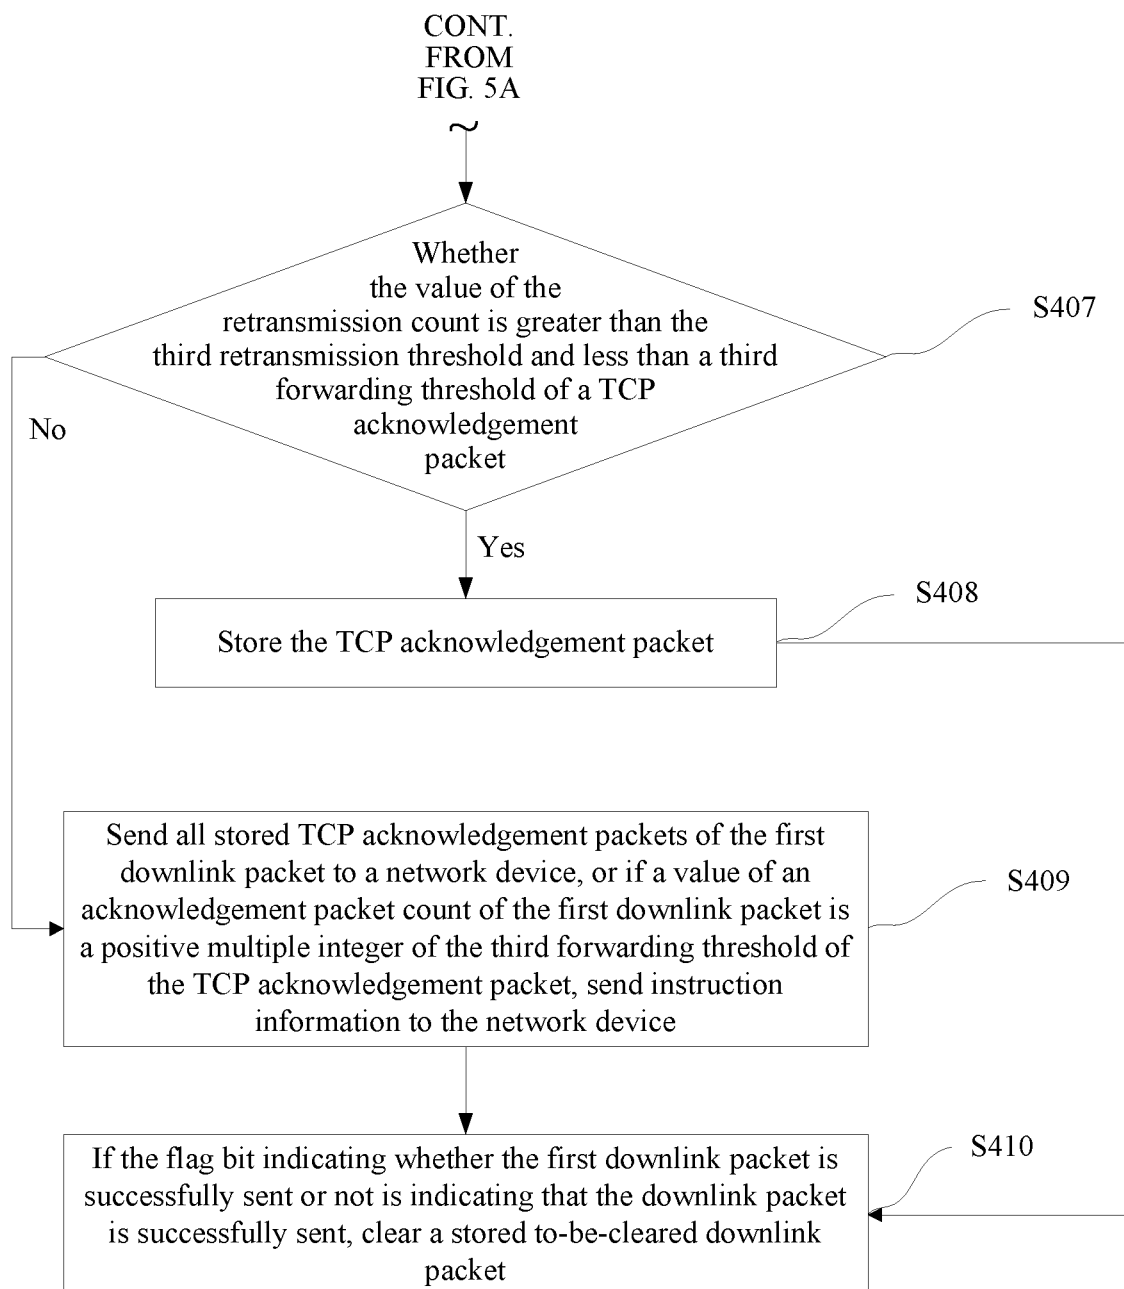 CONT.
FROM
FIG. 5A
Whether
the value of the
retransmission count is greater than the
third retransmission threshold and less than a third
forwarding threshold of a TCP
acknowledgement
packet
S407
No
Yes
S408
Store the TCP acknowledgement packet
Send all stored TCP acknowledgement packets of the first
downlink packet to a network device, or if a value of an
acknowledgement packet count of the first downlink packet is
a positive multiple integer of the third forwarding threshold of
the TCP acknowledgement packet, send instruction
information to the network device
S409
If the flag bit indicating whether the first downlink packet is
successfully sent or not is indicating that the downlink packet
is successfully sent, clear a stored to-be-cleared downlink
packet
S410